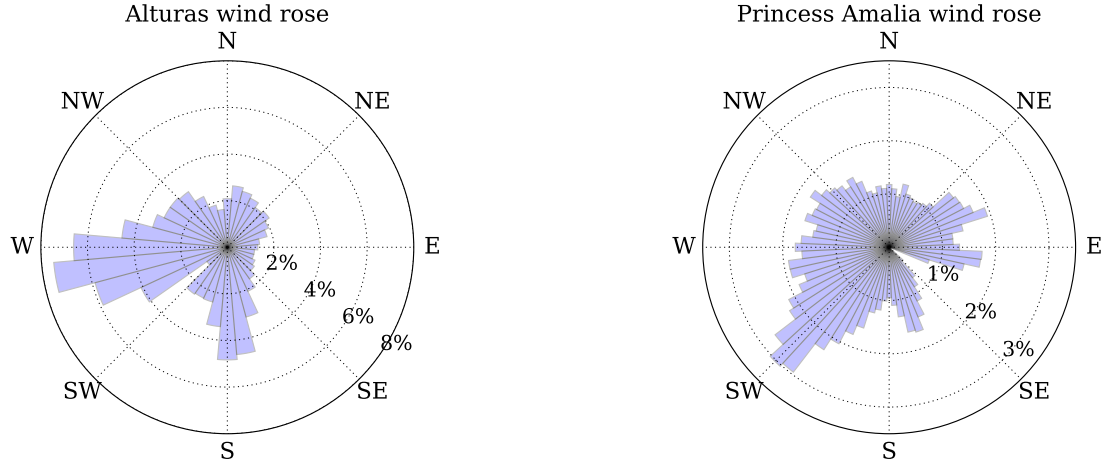 Alturas wind rose
N
NW
NE
W
E
2%
4%
6%
8%
SW
SE
S
Princess Amalia wind rose
N
NW
NE
W
E
1%
2%
3%
SW
SE
S